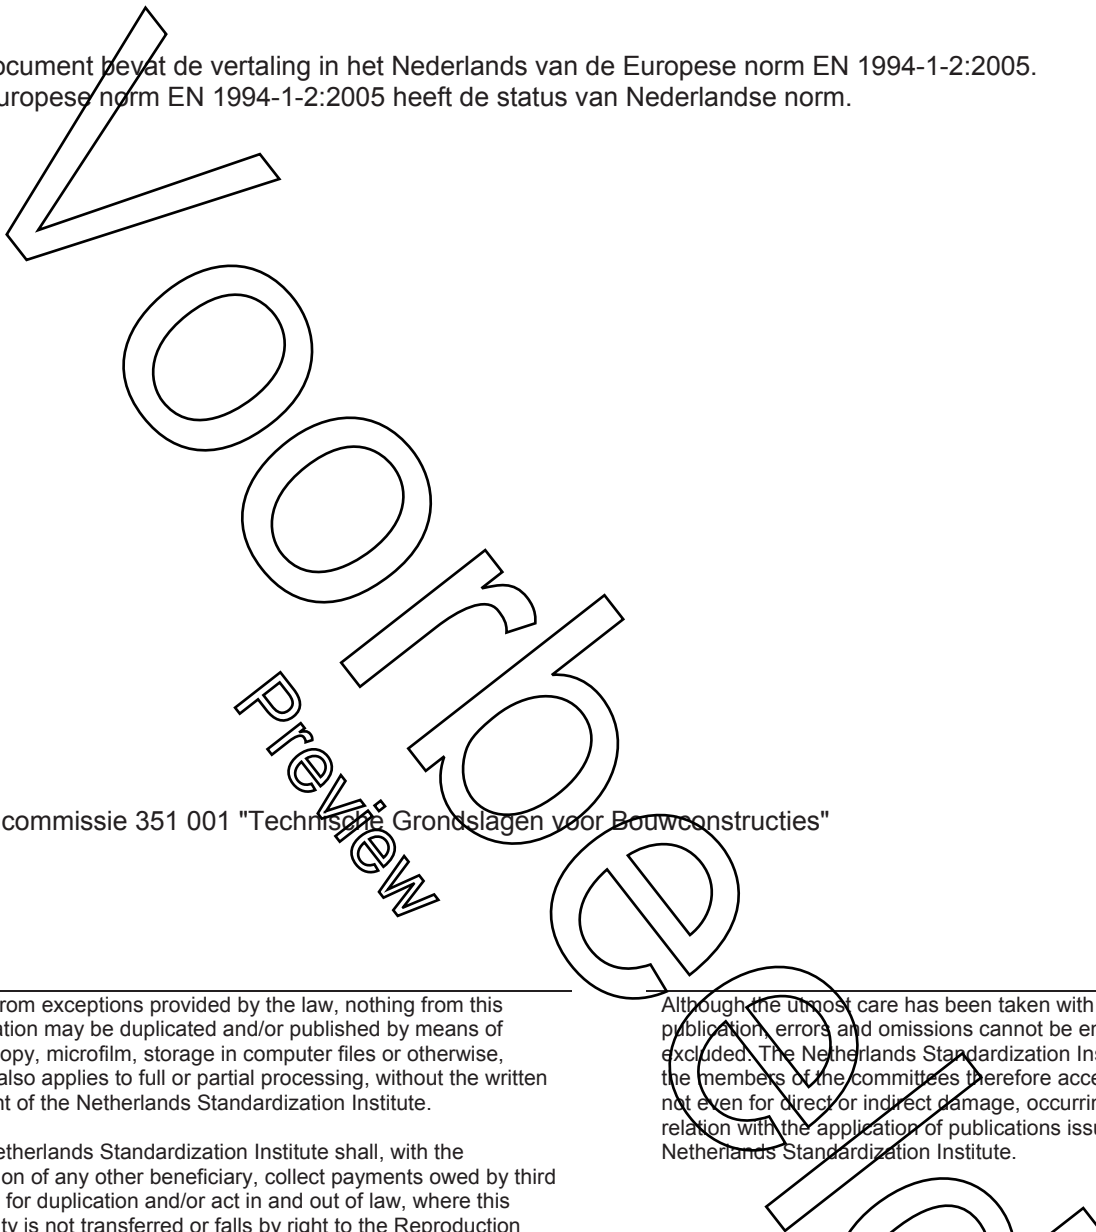 ocument bevat de vertaling in het Nederlands van de Europese norm EN 1994-1-2:2005.
uropese norm EN 1994-1-2:2005 heeft de status van Nederlandse norm.
Voorbeeld
Preview
commissie 351 001 "Technische Grondslagen voor Bouwconstructies"
rom exceptions provided by the law, nothing from this
ation may be duplicated and/or published by means of
opy, microfilm, storage in computer files or otherwise,
also applies to full or partial processing, without the written
nt of the Netherlands Standardization Institute.
etherlands Standardization Institute shall, with the
ion of any other beneficiary, collect payments owed by third
for duplication and/or act in and out of law, where this
ty is not transferred or falls by right to the Reproduction
Although the utmost care has been taken with
publication, errors and omissions cannot be en
excluded. The Netherlands Standardization Ins
the members of the committees therefore acce
not even for direct or indirect damage, occurrin
relation with the application of publications issu
Netherlands Standardization Institute.